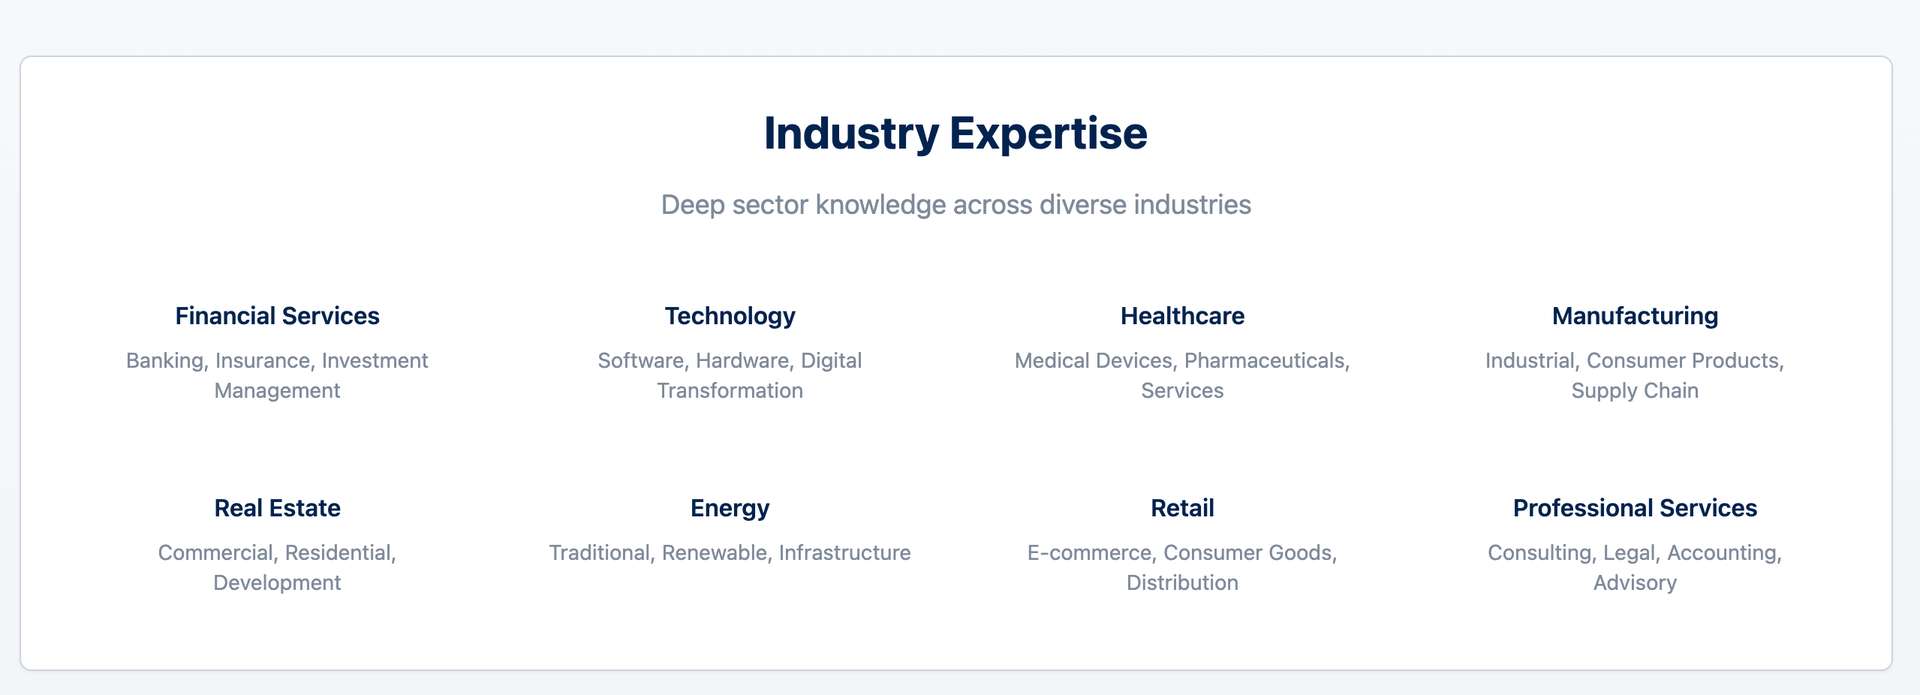 Industry Expertise
Deep sector knowledge across diverse industries
Financial Services
Banking, Insurance, Investment
Management
Technology
Software, Hardware, Digital
Transformation
Healthcare
Medical Devices, Pharmaceuticals,
Services
Manufacturing
Industrial, Consumer Products,
Supply Chain
Real Estate
Commercial, Residential,
Development
Energy
Traditional, Renewable, Infrastructure
Retail
E-commerce, Consumer Goods,
Distribution
Professional Services
Consulting, Legal, Accounting,
Advisory